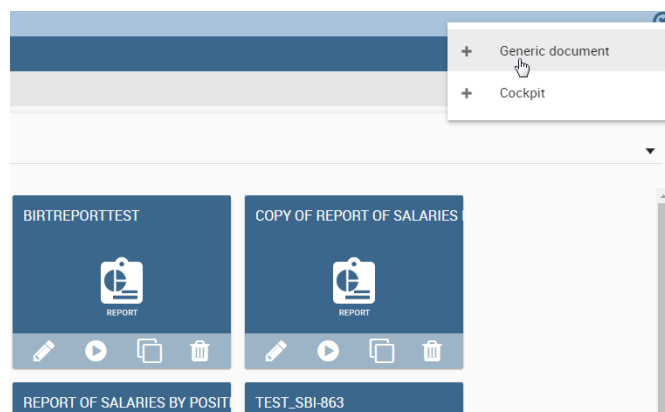 Generic document
Cockpit
BIRTREPORTTEST
COPY OF REPORT OF SALARIES
REPORT
REPORT
REPORT OF SALARIES BY POSITI
TEST_SBI-863